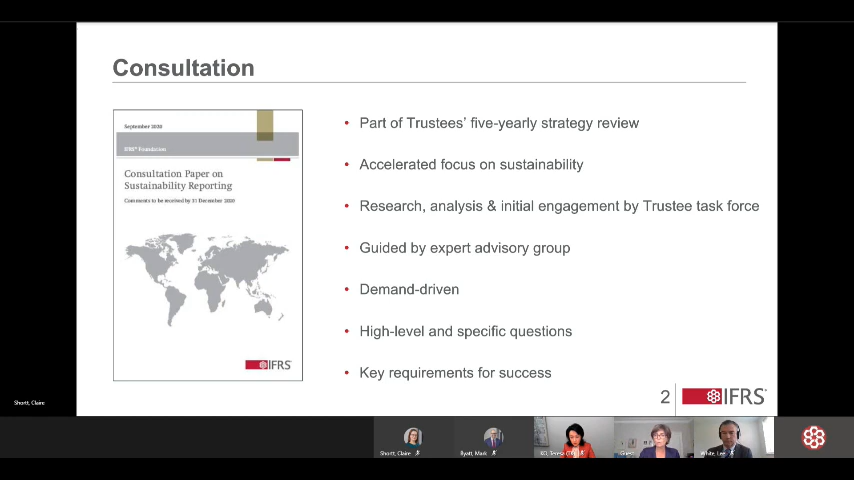 Consultation
September 2020
IFRS® Foundation
Consultation Paper on
Sustainability Reporting
Comments to be received by 31 December 2020
IFRS
• Part of Trustees' five-yearly strategy review
• Accelerated focus on sustainability
• Research, analysis & initial engagement by Trustee task force
• Guided by expert advisory group
• Demand-driven
• High-level and specific questions
• Key requirements for success
2
IFRS®
Shortt, Claire
Shortt, Claire
Byatt, Mark
KO, Teresa
Guest
White, Lee